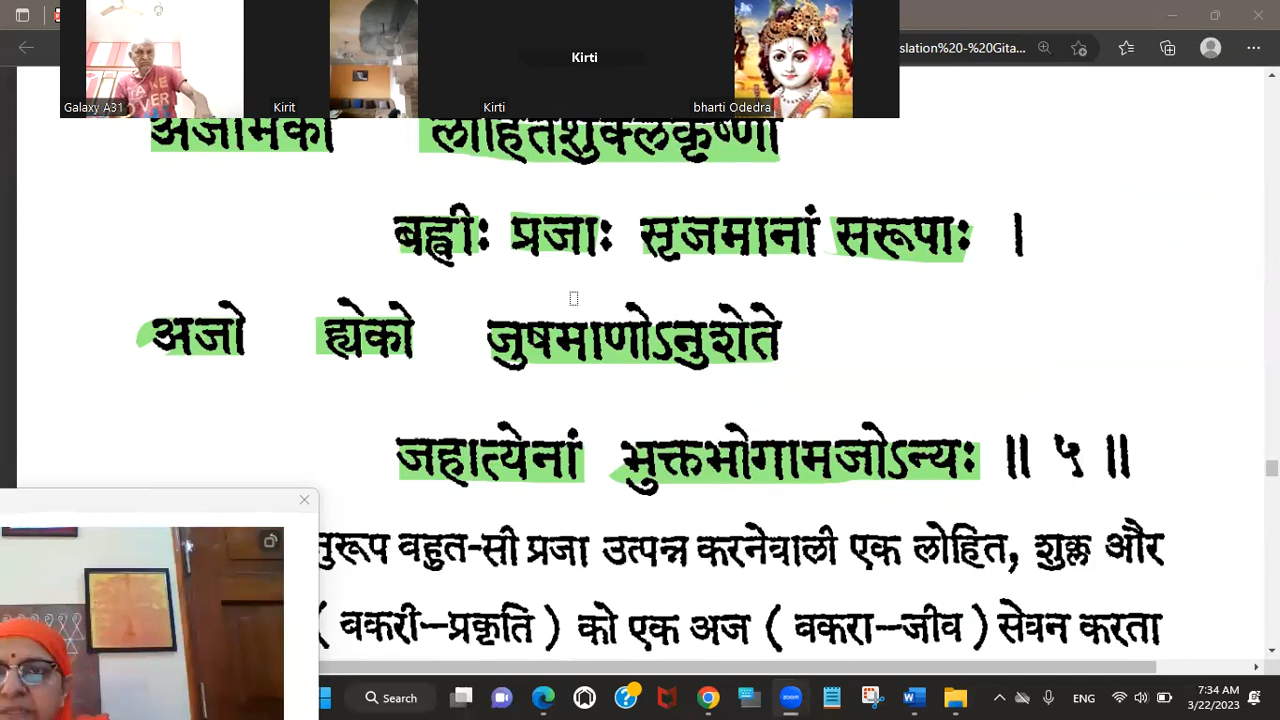 slation%20-%20Gita...
Galaxy A31
Kirit
Kirti
Kirti
bharti Odedra
अजामेकां लोहितशुक्लकृष्णां
बह्वीः प्रजाः सृजमानां सरूपाः ।
अजो ह्येको जुषमाणोऽनुशेते
जहात्येनां भुक्तभोगामजोऽन्यः ॥ ५ ॥
नुरूप बहुत-सी प्रजा उत्पन्न करनेवाली एक लोहित, शुक्ल और
( बकरी—प्रकृति ) को एक अज ( बकरा—जीव ) सेवन करता
Search
ENG
7:34 AM
3/22/2023